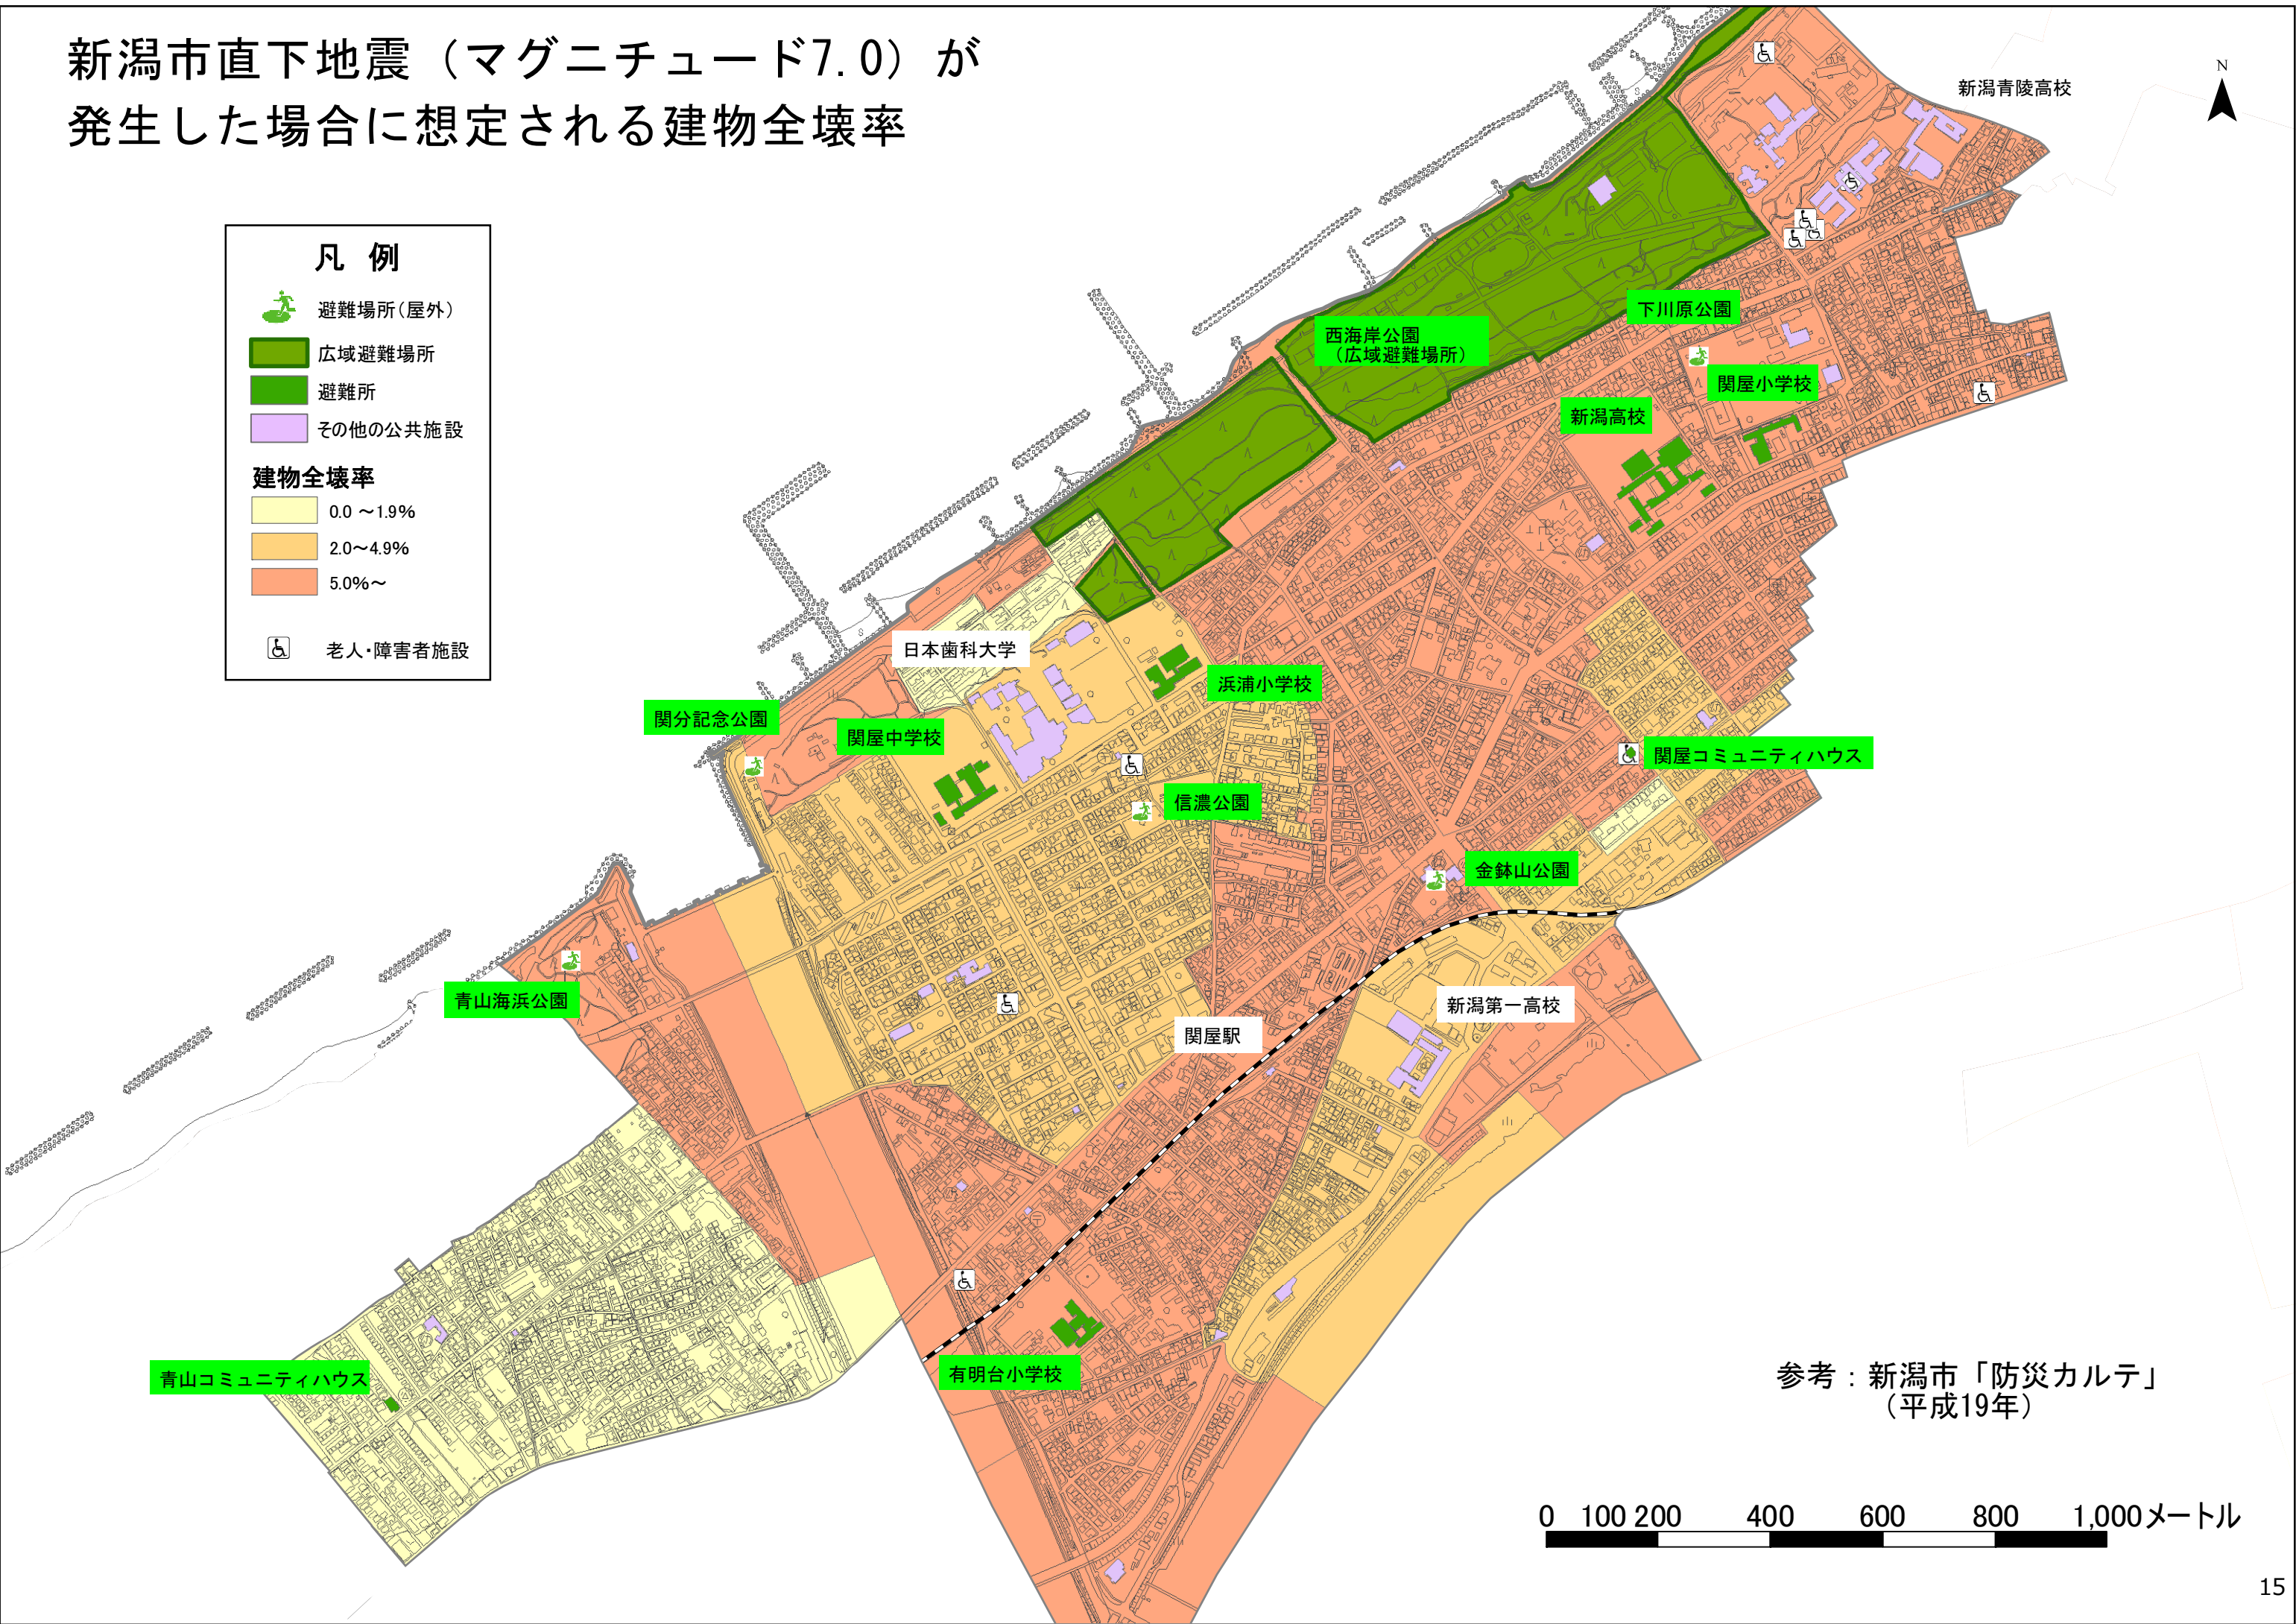 新潟市直下地震（マグニチュード7.0）が
発生した場合に想定される建物全壊率
N
新潟青陵高校
凡 例
避難場所（屋外）
広域避難場所
避難所
その他の公共施設
建物全壊率
0.0 ～1.9%
2.0～4.9%
5.0%～
老人・障害者施設
下川原公園
西海岸公園
（広域避難場所）
関屋小学校
新潟高校
日本歯科大学
浜浦小学校
関分記念公園
関屋中学校
関屋コミュニティハウス
信濃公園
金鉢山公園
青山海浜公園
新潟第一高校
関屋駅
青山コミュニティハウス
有明台小学校
参考：新潟市「防災カルテ」
（平成19年）
0 100 200 400 600 800 1,000メートル
15